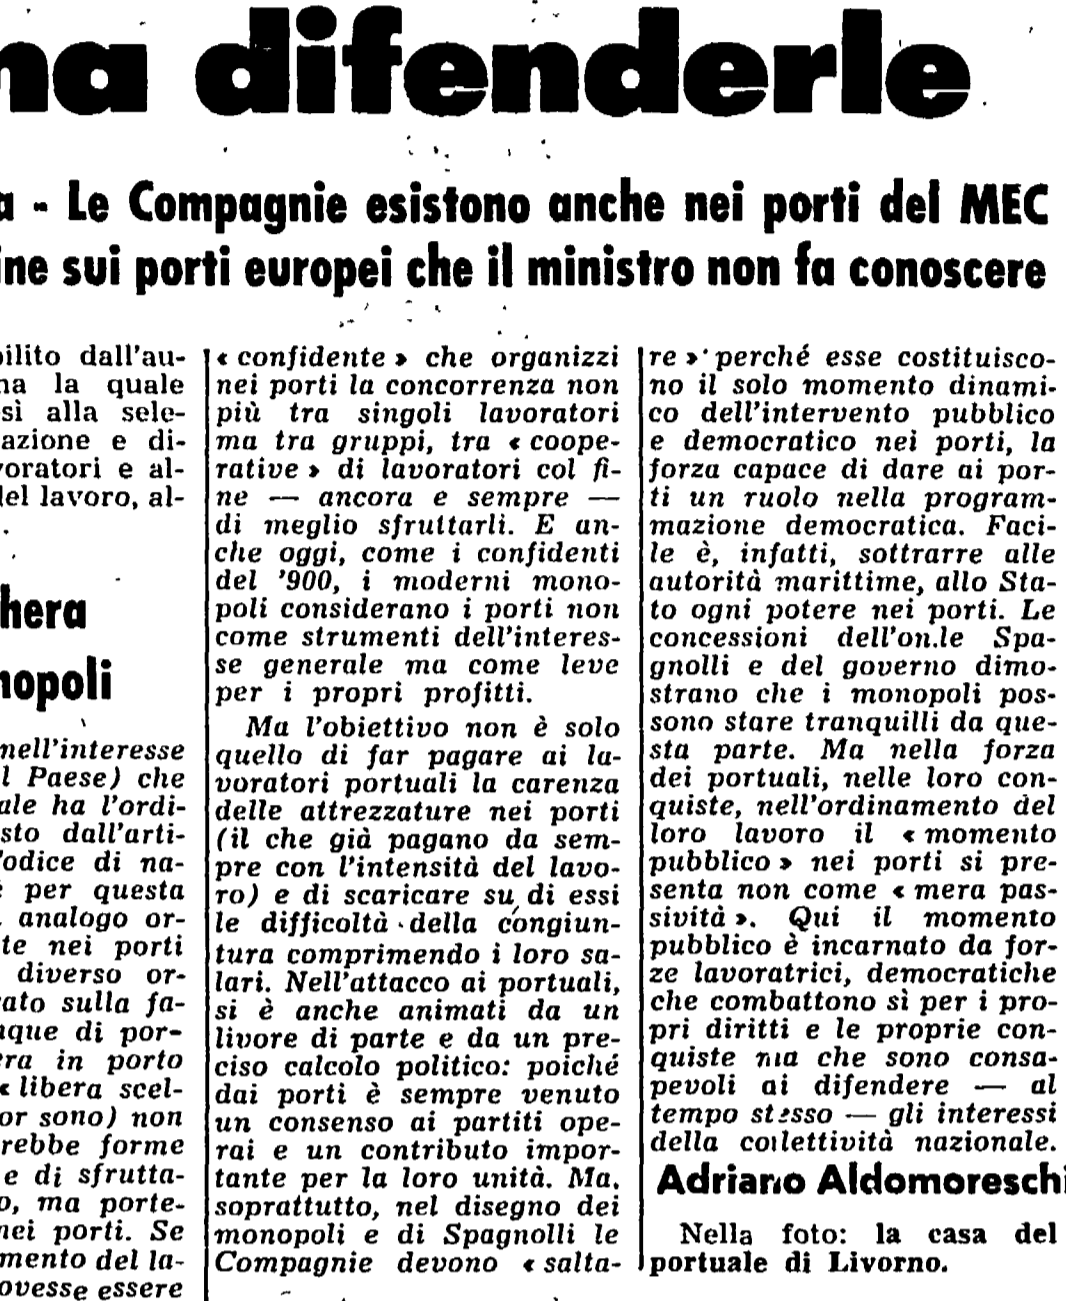 na difenderle
a - Le Compagnie esistono anche nei porti del MEC
ine sui porti europei che il ministro non fa conoscere
ilito dall'au-
na la quale
sì alla sele-
azione e di-
voratori e al-
del lavoro, al-
.
hera
nopoli
nell'interesse
l Paese) che
ale ha l'ordi-
sto dall'arti-
odice di na-
è per questa
analogo or-
te nei porti
diverso or-
ato sulla fa-
nque di por-
era in porto
« libera scel-
or sono) non
rebbe forme
e di sfrutta-
o, ma porte-
nei porti. Se
mento del la-
ovesse essere
« confidente » che organizzi
nei porti la concorrenza non
più tra singoli lavoratori
ma tra gruppi, tra « coope-
rative » di lavoratori col fi-
ne — ancora e sempre —
di meglio sfruttarli. E an-
che oggi, come i confidenti
del '900, i moderni mono-
poli considerano i porti non
come strumenti dell'interes-
se generale ma come leve
per i propri profitti.
Ma l'obiettivo non è solo
quello di far pagare ai la-
voratori portuali la carenza
delle attrezzature nei porti
(il che già pagano da sem-
pre con l'intensità del lavo-
ro) e di scaricare su di essi
le difficoltà della congiun-
tura comprimendo i loro sa-
lari. Nell'attacco ai portuali,
si è anche animati da un
livore di parte e da un pre-
ciso calcolo politico: poiché
dai porti è sempre venuto
un consenso ai partiti ope-
rai e un contributo impor-
tante per la loro unità. Ma,
soprattutto, nel disegno dei
monopoli e di Spagnolli le
Compagnie devono « salta-
re » perché esse costituisco-
no il solo momento dinami-
co dell'intervento pubblico
e democratico nei porti, la
forza capace di dare ai por-
ti un ruolo nella program-
mazione democratica. Faci-
le è, infatti, sottrarre alle
autorità marittime, allo Sta-
to ogni potere nei porti. Le
concessioni dell'on.le Spa-
gnolli e del governo dimo-
strano che i monopoli pos-
sono stare tranquilli da que-
sta parte. Ma nella forza
dei portuali, nelle loro con-
quiste, nell'ordinamento del
loro lavoro il « momento
pubblico » nei porti si pre-
senta non come « mera pas-
sività ». Qui il momento
pubblico è incarnato da for-
ze lavoratrici, democratiche
che combattono sì per i pro-
pri diritti e le proprie con-
quiste ma che sono consa-
pevoli ai difendere — al
tempo stesso — gli interessi
della collettività nazionale.
Adriano Aldomoreschi
Nella foto: la casa del
portuale di Livorno.